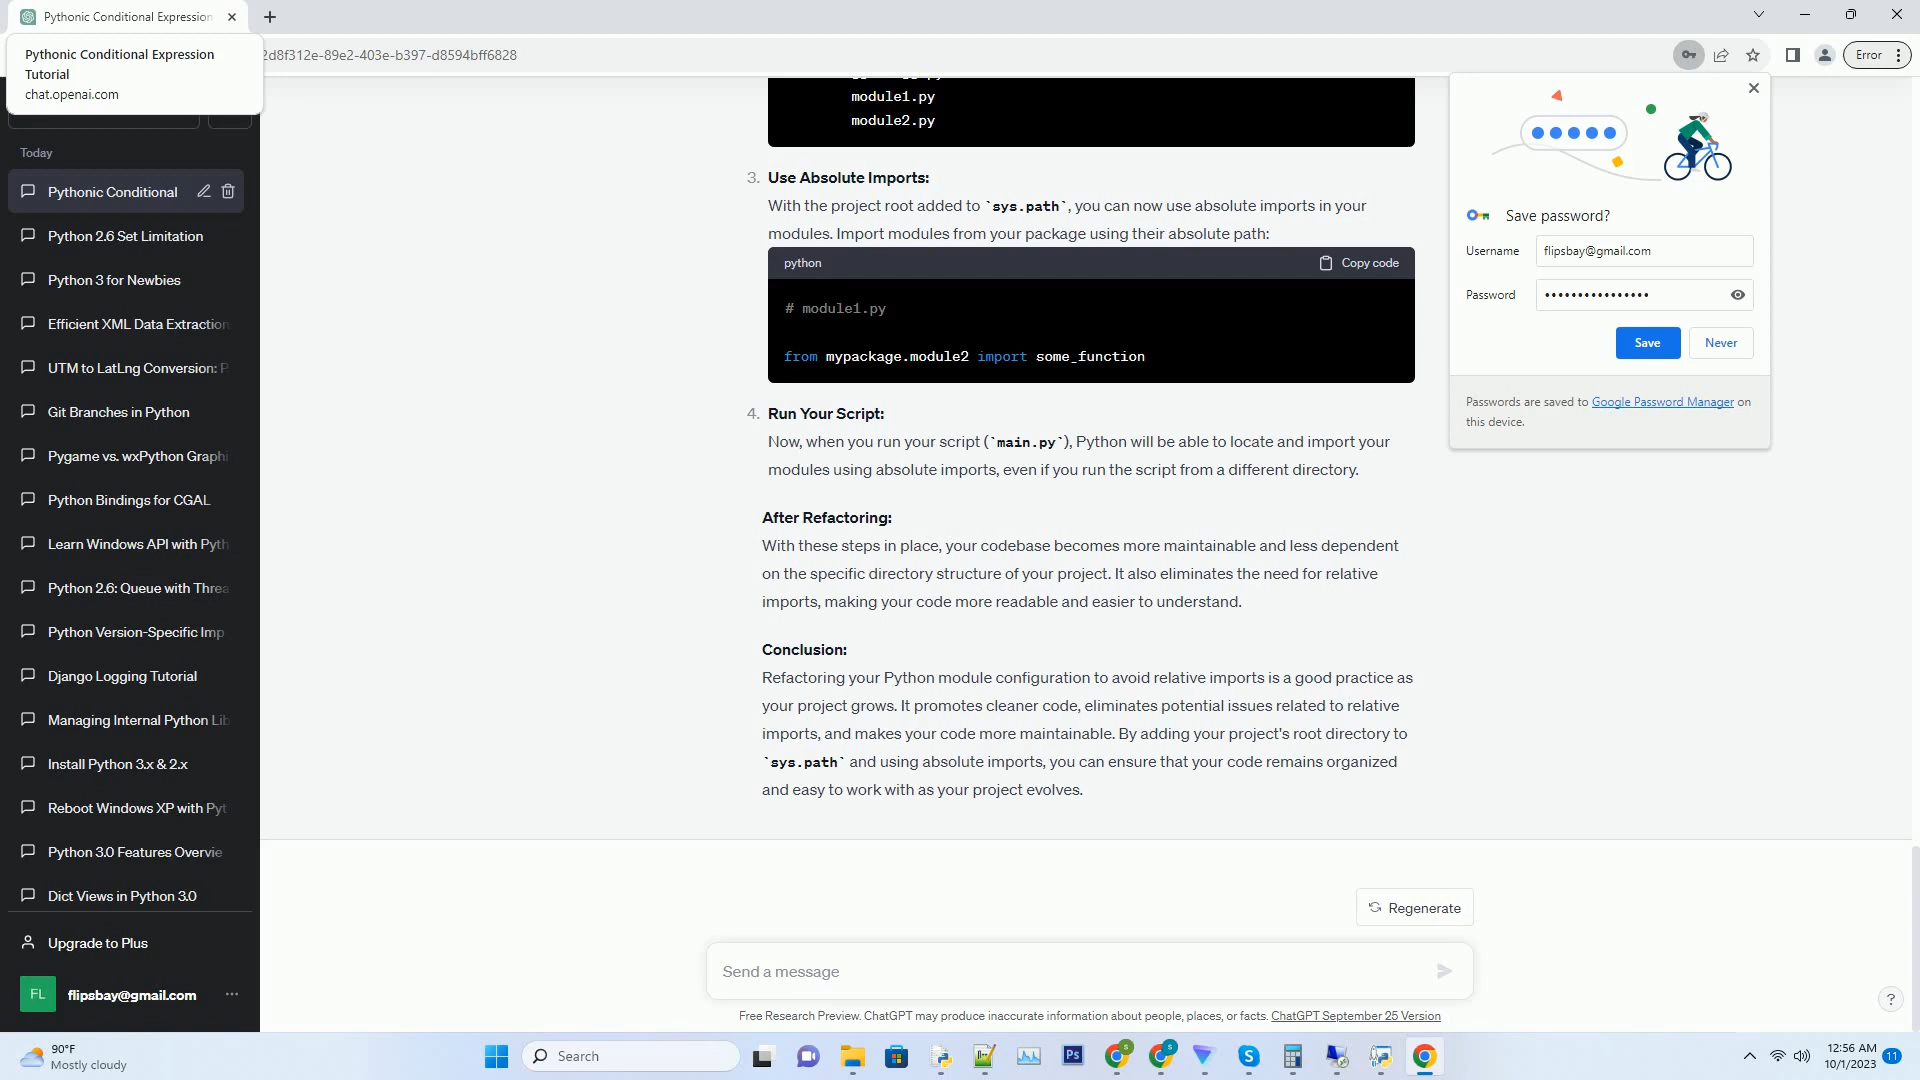 Pythonic Conditional Expression
Pythonic Conditional Expression
Tutorial
chat.openai.com
2d8f312e-89e2-403e-b397-d8594bff6828
Error
Today
Pythonic Conditional
Python 2.6 Set Limitation
Python 3 for Newbies
Efficient XML Data Extraction
UTM to LatLng Conversion: P
Git Branches in Python
Pygame vs. wxPython Graphi
Python Bindings for CGAL
Learn Windows API with Pyth
Python 2.6: Queue with Threa
Python Version-Specific Imp
Django Logging Tutorial
Managing Internal Python Lib
Install Python 3.x & 2.x
Reboot Windows XP with Pyt
Python 3.0 Features Overvie
Dict Views in Python 3.0
Upgrade to Plus
FL
flipsbay@gmail.com
module1.py
module2.py
3. Use Absolute Imports:
With the project root added to `sys.path`, you can now use absolute imports in your
modules. Import modules from your package using their absolute path:
python
Copy code
# module1.py
from mypackage.module2 import some_function
4. Run Your Script:
Now, when you run your script (`main.py`), Python will be able to locate and import your
modules using absolute imports, even if you run the script from a different directory.
After Refactoring:
With these steps in place, your codebase becomes more maintainable and less dependent
on the specific directory structure of your project. It also eliminates the need for relative
imports, making your code more readable and easier to understand.
Conclusion:
Refactoring your Python module configuration to avoid relative imports is a good practice as
your project grows. It promotes cleaner code, eliminates potential issues related to relative
imports, and makes your code more maintainable. By adding your project's root directory to
`sys.path` and using absolute imports, you can ensure that your code remains organized
and easy to work with as your project evolves.
Regenerate
Send a message
Free Research Preview. ChatGPT may produce inaccurate information about people, places, or facts. ChatGPT September 25 Version
?
Save password?
Username
flipsbay@gmail.com
Password
••••••••••••••••
Save
Never
Passwords are saved to Google Password Manager on
this device.
90°F
Mostly cloudy
Search
Ps
S
S
S
12:56 AM
10/1/2023
11